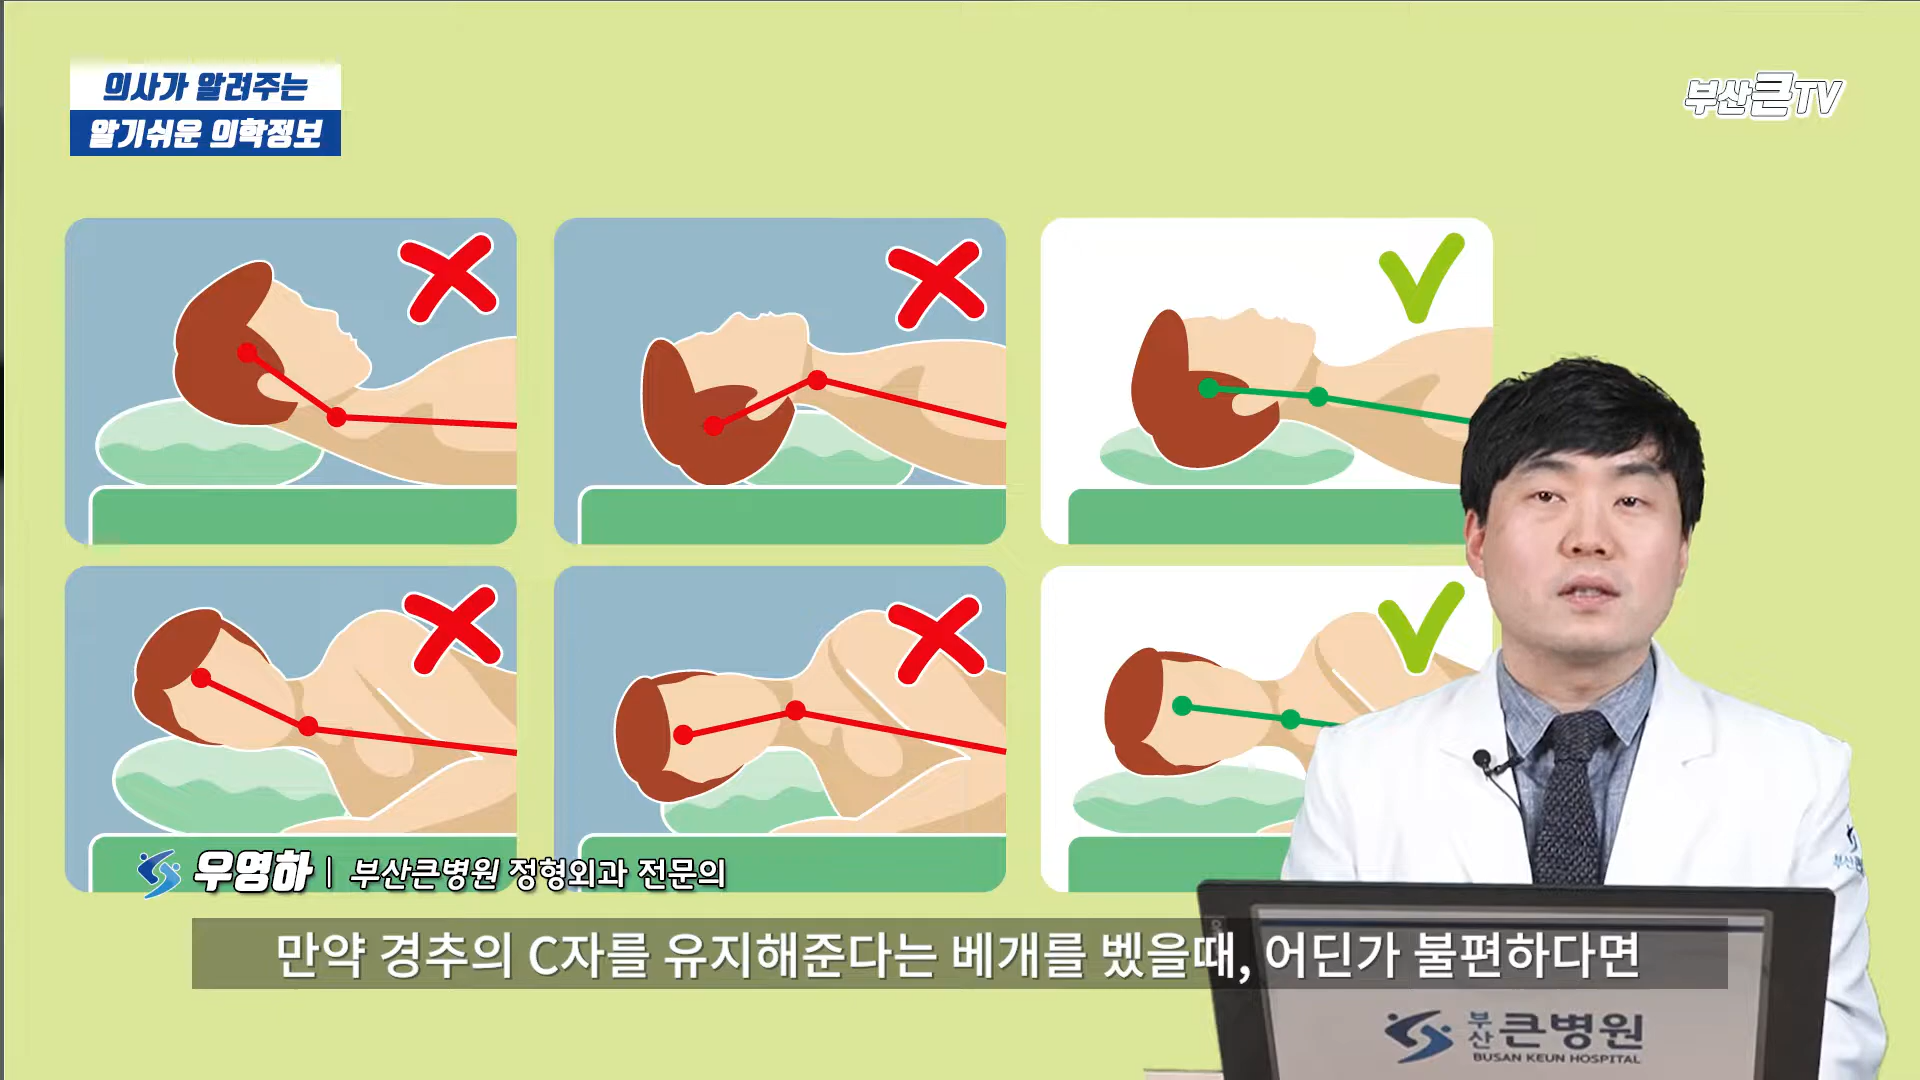 의사가 알려주는
알기쉬운 의학정보
부산큰TV
우영하 | 부산큰병원 정형외과 전문의
만약 경추의 C자를 유지해준다는 베개를 벴을때, 어딘가 불편하다면
부산큰병원
BUSAN KEUN HOSPITAL